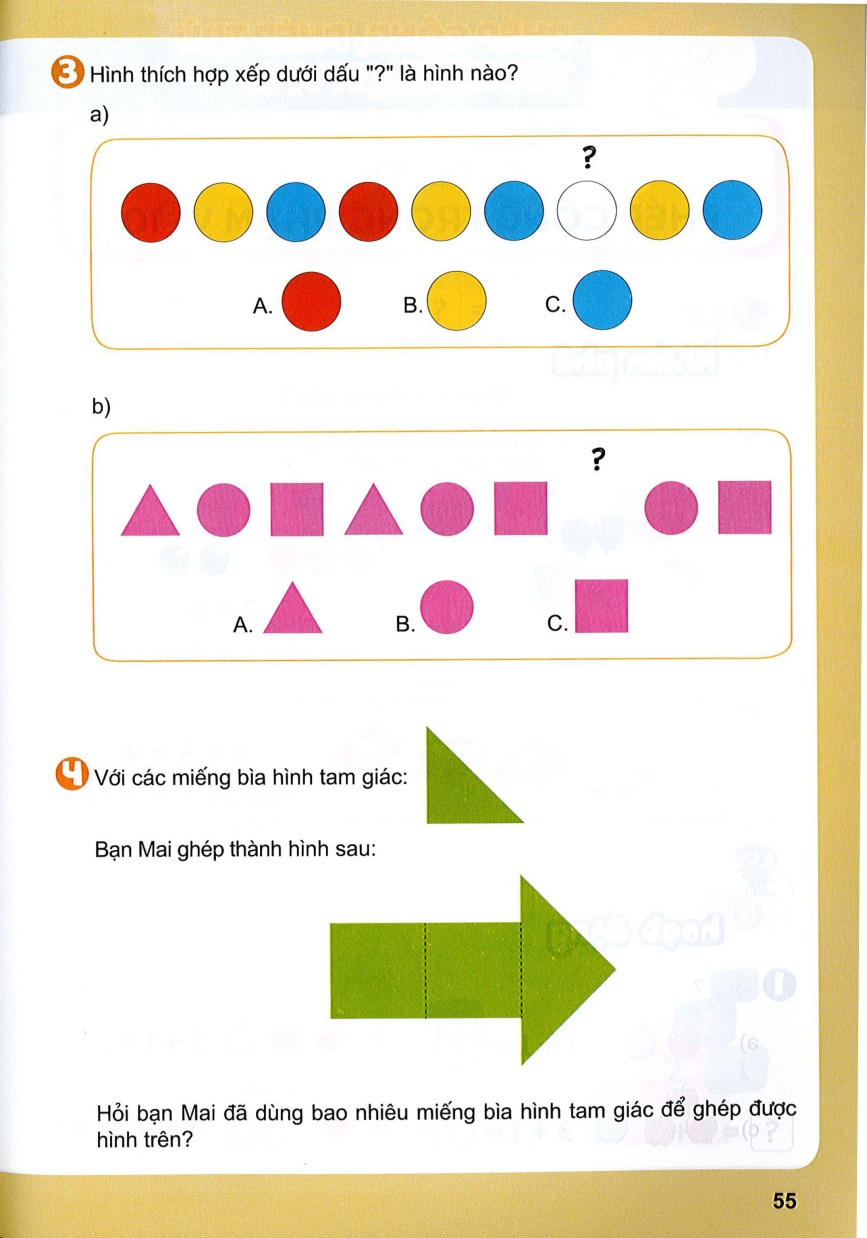 3 Hình thích hợp xếp dưới dấu "?" là hình nào?
a)
?
A. B. C.
b)
?
A. B. C.
4 Với các miếng bìa hình tam giác:
Bạn Mai ghép thành hình sau:
Hỏi bạn Mai đã dùng bao nhiêu miếng bìa hình tam giác để ghép được
hình trên?
55